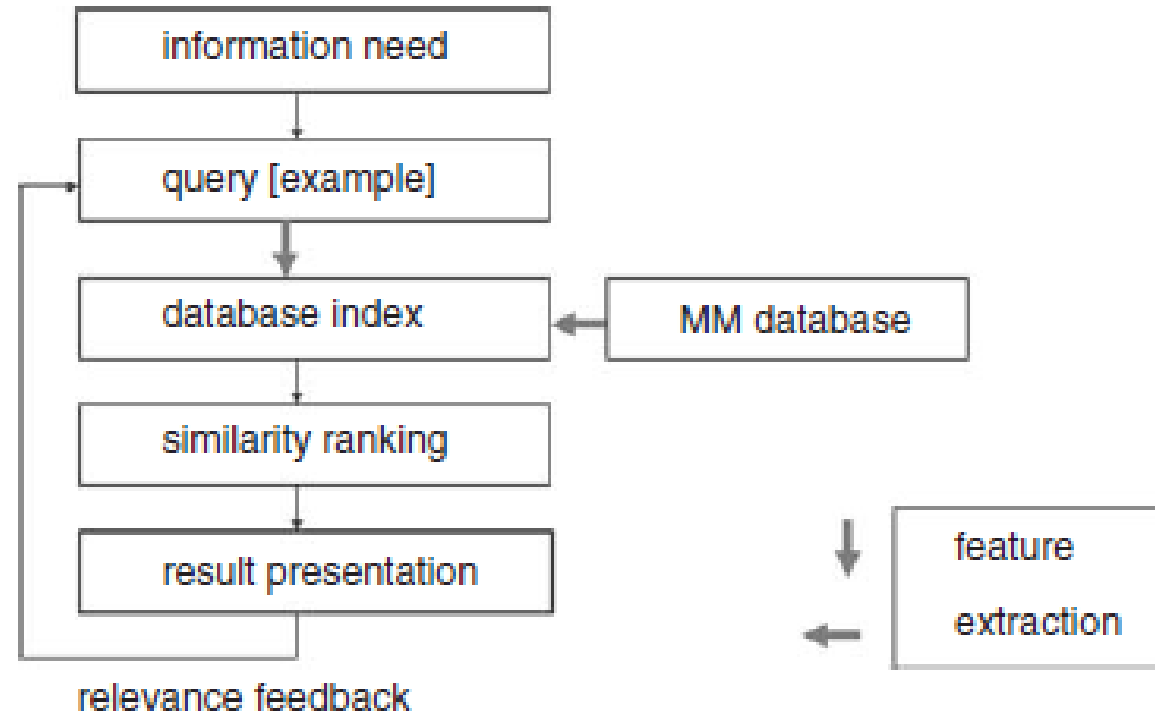 information need
query [example]
database index
MM database
similarity ranking
result presentation
feature
extraction
relevance feedback